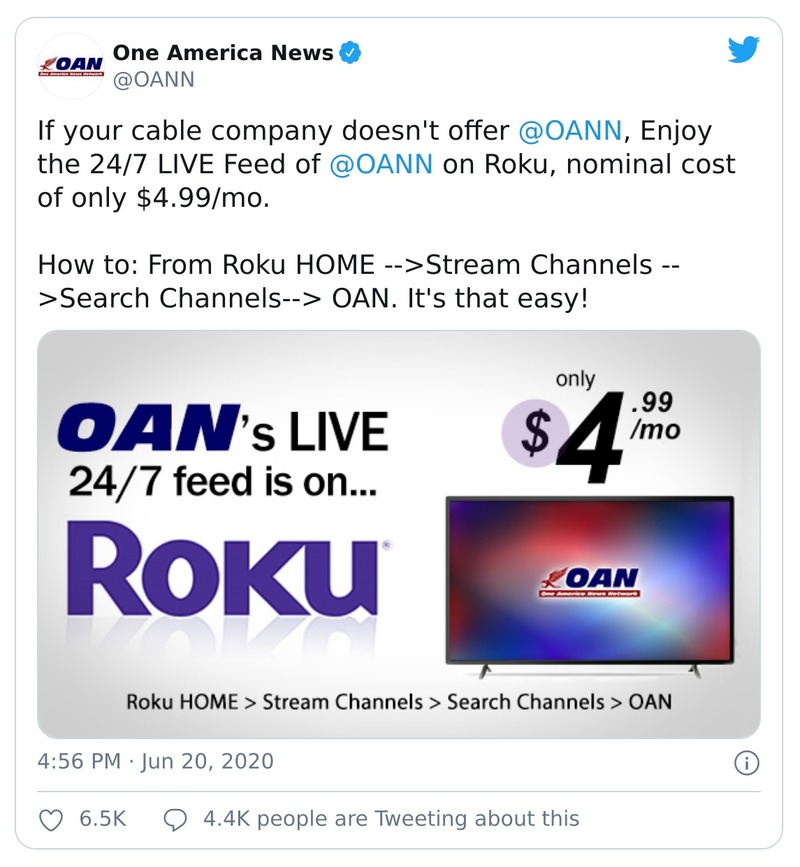 OAN
One America News Network
One America News
@OANN
If your cable company doesn't offer @OANN, Enjoy
the 24/7 LIVE Feed of @OANN on Roku, nominal cost
of only $4.99/mo.
How to: From Roku HOME -->Stream Channels --
>Search Channels--> OAN. It's that easy!
OAN's LIVE
24/7 feed is on...
ROKU®
only
$4.99
/mo
OAN
One America News Network
Roku HOME > Stream Channels > Search Channels > OAN
4:56 PM · Jun 20, 2020
6.5K 4.4K people are Tweeting about this